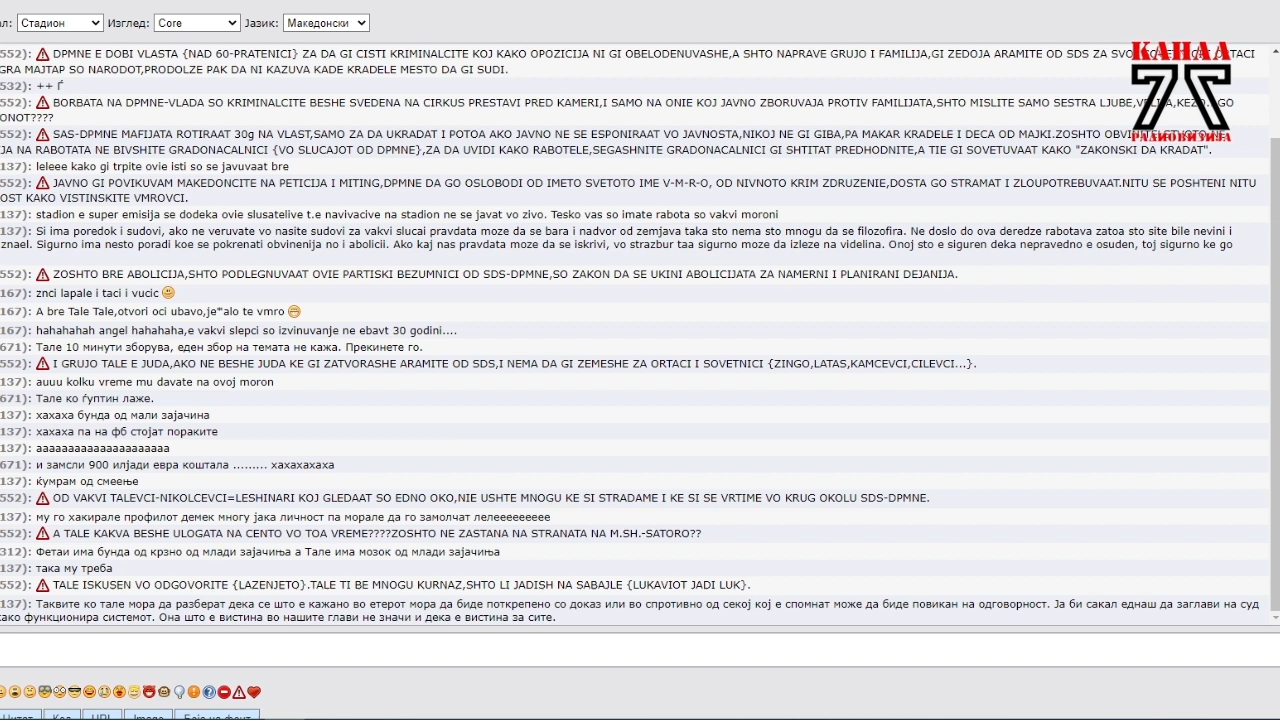 л: Стадион Изглед: Core Јазик: Македонски
КАНАЛ 77 РАДИОВИЗИЈА
552): DPMNE E DOBI VLASTA {NAD 60-PRATENICI} ZA DA GI CISTI KRIMINALCITE KOJ KAKO OPOZICIJA NI GI OBELODENUVASHE,A SHTO NAPRAVE GRUJO I FAMILIJA,GI ZEDOJA ARAMITE OD SDS ZA
GRA MAJTAP SO NARODOT,PRODOLZE PAK DA NI KAZUVA KADE KRADELE MESTO DA GI SUDI.
532): ++ Ѓ
552): BORBATA NA DPMNE-VLADA SO KRIMINALCITE BESHE SVEDENA NA CIRKUS PRESTAVI PRED KAMERI,I SAMO NA ONIE KOJ JAVNO ZBORUVAJA PROTIV FAMILIJATA,SHTO MISLITE SAMO SESTRA LJUBE,
ONOT????
552): SAS-DPMNE MAFIJATA ROTIRAAT 30g NA VLAST,SAMO ZA DA UKRADAT I POTOA AKO JAVNO NE SE ESPONIRAAT VO JAVNOSTA,NIKOJ NE GI GIBA,PA MAKAR KRADELE I DECA OD MAJKI.ZOSHTO
JA NA RABOTATA NE BIVSHITE GRADONACALNICI {VO SLUCAJOT OD DPMNE},ZA DA UVIDI KAKO RABOTELE,SEGASHNITE GRADONACALNICI GI SHTITAT PREDHODNITE,A TIE GI SOVETUVAAT KAKO "ZAKONSKI DA KRADAT".
137): leleee kako gi trpite ovie isti so se javuvaat bre
552): JAVNO GI POVIKUVAM MAKEDONCITE NA PETICIJA I MITING,DPMNE DA GO OSLOBODI OD IMETO SVETOTO IME V-M-R-O, OD NIVNOTO KRIM ZDRUZENIE,DOSTA GO STRAMAT I ZLOUPOTREBUVAAT.NITU SE POSHTENI NITU
OST KAKO VISTINSKITE VMROVCI.
137): stadion e super emisija se dodeka ovie slusatelive t.e navivacive na stadion ne se javat vo zivo. Tesko vas so imate rabota so vakvi moroni
137): Si ima poredok i sudovi, ako ne veruvate vo nasite sudovi za vakvi slucai pravdata moze da se bara i nadvor od zemjava taka sto nema sto mnogu da se filozofira. Ne doslo do ova deredze rabotava zatoa sto site bile nevini i
znael. Sigurno ima nesto poradi koe se pokrenati obvinenija no i abolicii. Ako kaj nas pravdata moze da se iskrivi, vo strazbur taa sigurno moze da izleze na videlina. Onoj sto e siguren deka nepravedno e osuden, toj sigurno ke go
552): ZOSHTO BRE ABOLICIJA,SHTO PODLEGNUVAAT OVIE PARTISKI BEZUMNICI OD SDS-DPMNE,SO ZAKON DA SE UKINI ABOLICIJATA ZA NAMERNI I PLANIRANI DEJANIJA.
167): znci lapale i taci i vucic
167): A bre Tale Tale,otvori oci ubavo,je*'alo te vmro
167): hahahahah angel hahahaha,e vakvi slepci so izvinuvanje ne ebavt 30 godini....
671): Тале 10 минути зборува, еден збор на темата не кажа. Прекинете го.
552): I GRUJO TALE E JUDA,AKO NE BESHE JUDA KE GI ZATVORASHE ARAMITE OD SDS,I NEMA DA GI ZEMESHE ZA ORTACI I SOVETNICI {ZINGO,LATAS,KAMCEVCI,CILEVCI...}.
137): auuu kolku vreme mu davate na ovoj moron
671): Тале ко ѓуптин лаже.
137): хахаха бунда од мали зајачина
137): хахаха па на фб стојат пораките
137): ааааааааааааааааааааа
671): и замсли 900 илјади евра коштала ......... хахахахаха
137): ќумрам од смеење
552): OD VAKVI TALEVCI-NIKOLCEVCI=LESHINARI KOJ GLEDAAT SO EDNO OKO,NIE USHTE MNOGU KE SI STRADAME I KE SI SE VRTIME VO KRUG OKOLU SDS-DPMNE.
137): му го хакирале профилот демек многу јака личност па морале да го замолчат лелеееееееее
552): A TALE KAKVA BESHE ULOGATA NA CENTO VO TOA VREME????ZOSHTO NE ZASTANA NA STRANATA NA M.SH.-SATORO??
312): Фетаи има бунда од крзно од млади зајачиња а Тале има мозок од млади зајачиња
137): така му треба
552): TALE ISKUSEN VO ODGOVORITE {LAZENJETO}.TALE TI BE MNOGU KURNAZ,SHTO LI JADISH NA SABAJLE {LUKAVIOT JADI LUK}.
137): Таквите ко тале мора да разберат дека се што е кажано во етерот мора да биде поткрепено со доказ или во спротивно од секој кој е спомнат може да биде повикан на одговорност. Ја би сакал еднаш да заглави на суд
како функционира системот. Она што е вистина во нашите глави не значи и дека е вистина за сите.
Цитат Код URL Image Боја на фонт